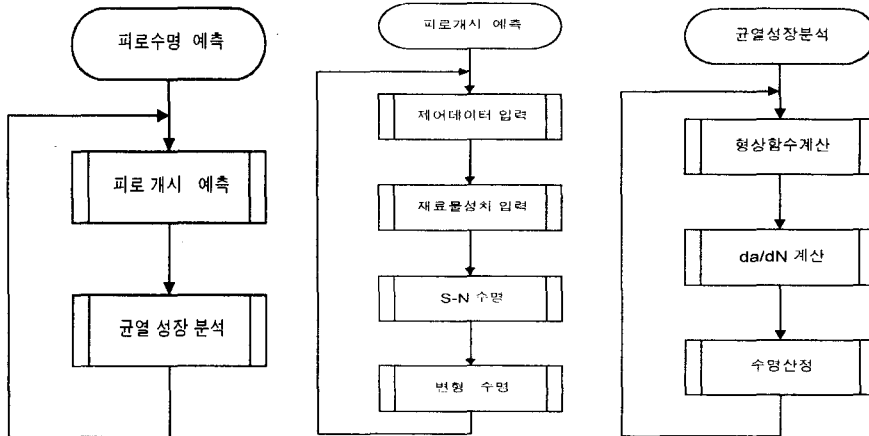 피로수명 예측
피로 개시 예측
균열 성장 분석
피로개시 예측
제어데이터 입력
재료물성치 입력
S-N 수명
변형 수명
균열성장분석
형상함수계산
da/dN 계산
수명산정